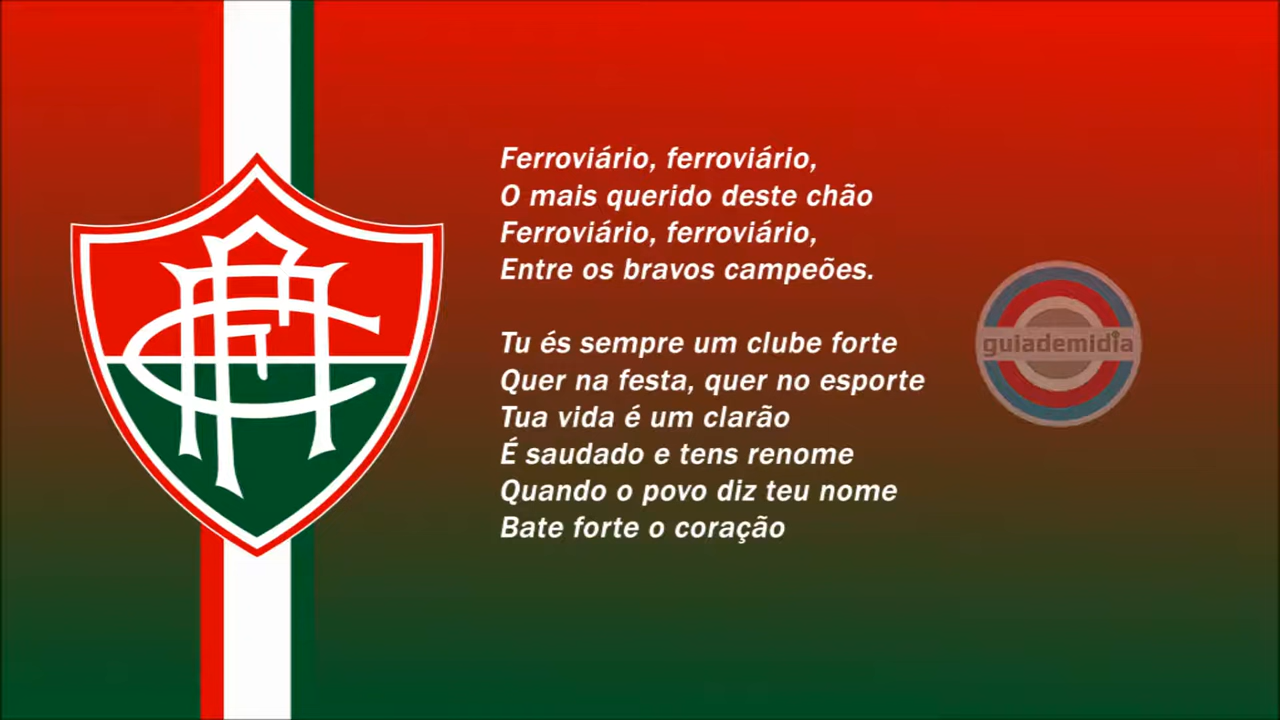 Ferroviário, ferroviário,
O mais querido deste chão
Ferroviário, ferroviário,
Entre os bravos campeões.
Tu és sempre um clube forte
Quer na festa, quer no esporte
Tua vida é um clarão
É saudado e tens renome
Quando o povo diz teu nome
Bate forte o coração
guiademidia